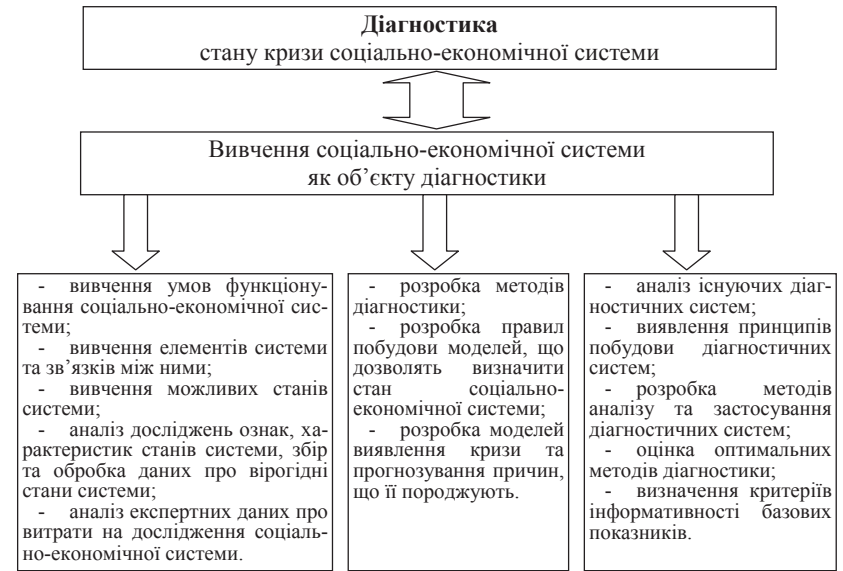 Діагностика
стану кризи соціально-економічної системи
Вивчення соціально-економічної системи
як об’єкту діагностики
- вивчення умов функціону-
вання соціально-економічної сис-
теми;
- вивчення елементів системи
та зв’язків між ними;
- вивчення можливих станів
системи;
- аналіз досліджень ознак, ха-
рактеристик станів системи, збір
та обробка даних про вірогідні
стани системи;
- аналіз експертних даних про
витрати на дослідження соціаль-
но-економічної системи.
- розробка методів
діагностики;
- розробка правил
побудови моделей, що
дозволять визначити
стан соціально-
економічної системи;
- розробка моделей
виявлення кризи та
прогнозування причин,
що її породжують.
- аналіз існуючих діаг-
ностичних систем;
- виявлення принципів
побудови діагностичних
систем;
- розробка методів
аналізу та застосування
діагностичних систем;
- оцінка оптимальних
методів діагностики;
- визначення критеріїв
інформативності базових
показників.